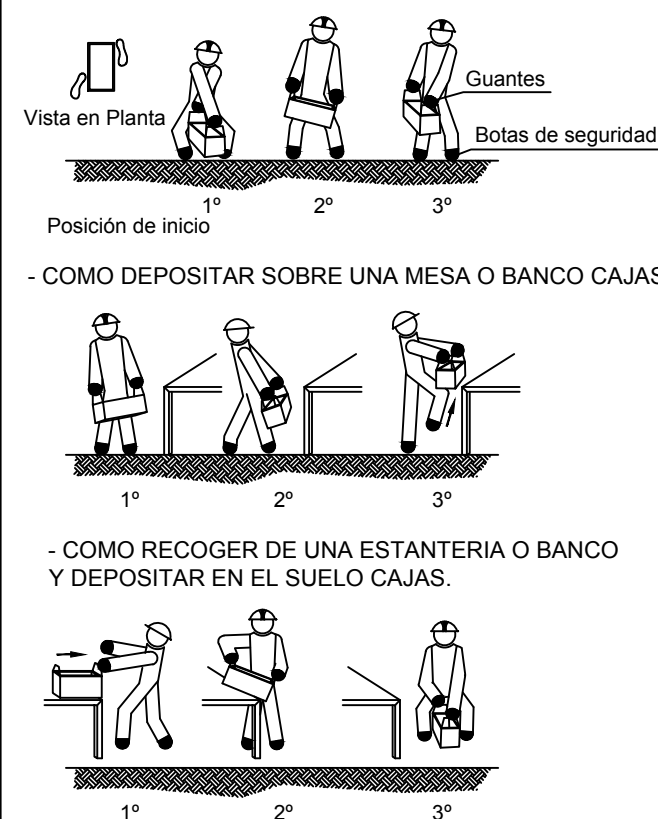 Guantes
Vista en Planta
Botas de seguridad
1º 2º 3º
Posición de inicio
- COMO DEPOSITAR SOBRE UNA MESA O BANCO CAJAS
1º 2º 3º
- COMO RECOGER DE UNA ESTANTERIA O BANCO
Y DEPOSITAR EN EL SUELO CAJAS.
1º 2º 3º